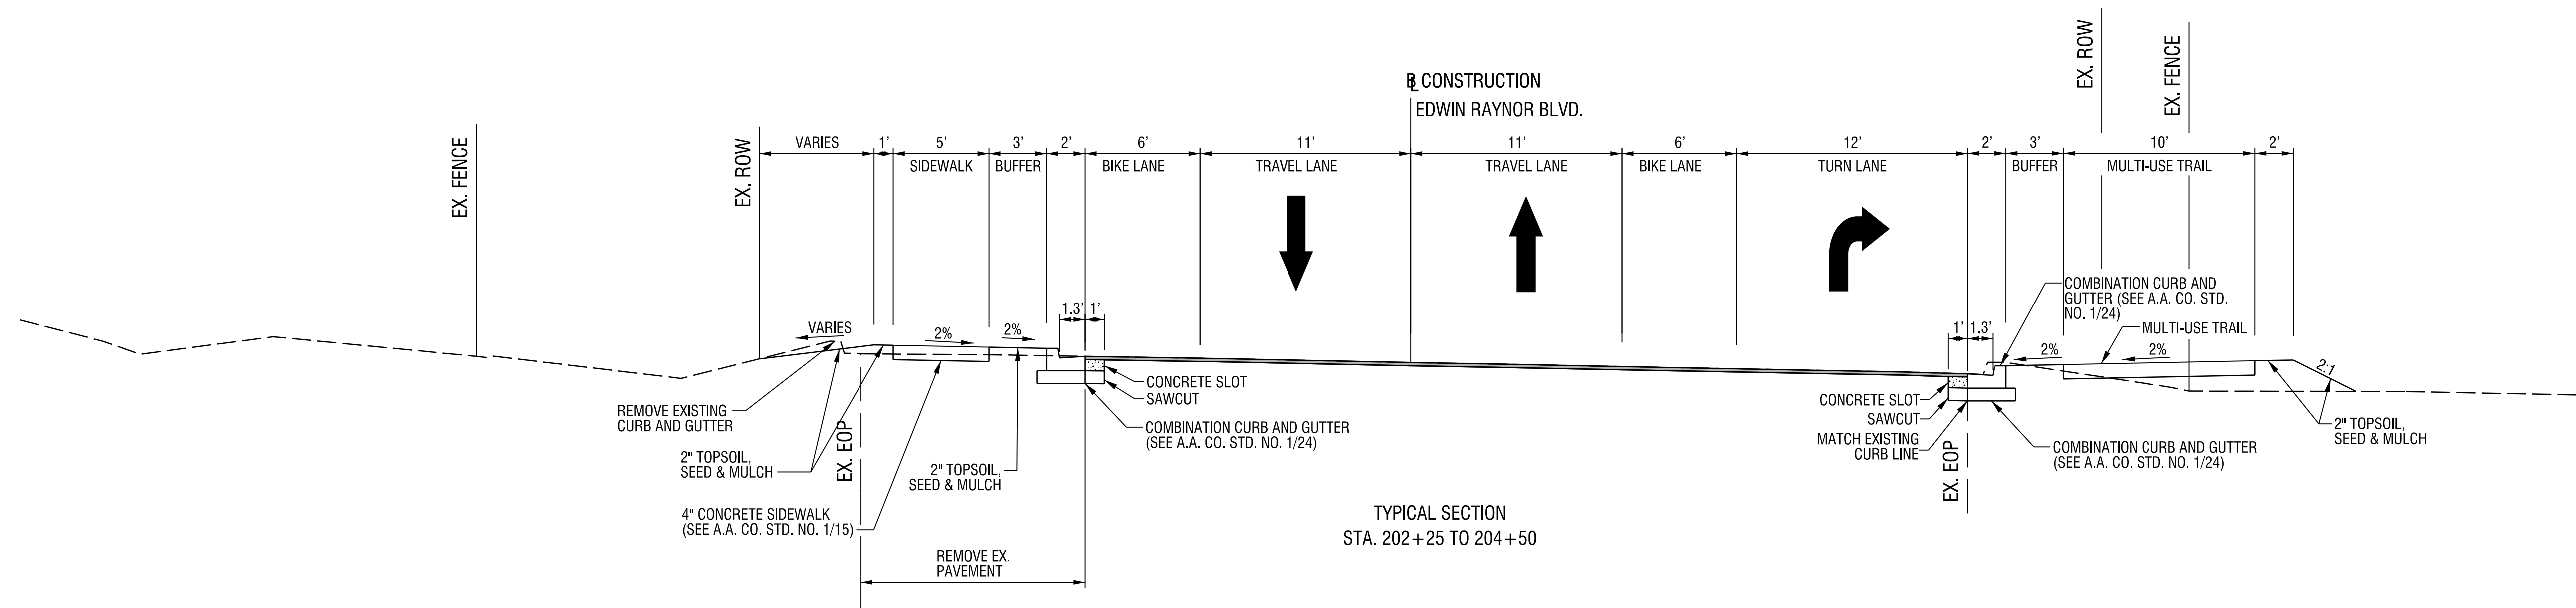 EX. ROW
EX. FENCE
BL CONSTRUCTION
EDWIN RAYNOR BLVD.
EX. FENCE
EX. ROW
VARIES
1'
5'
3'
2'
6'
11'
11'
6'
12'
2'
3'
10'
2'
SIDEWALK
BUFFER
BIKE LANE
TRAVEL LANE
TRAVEL LANE
BIKE LANE
TURN LANE
BUFFER
MULTI-USE TRAIL
COMBINATION CURB AND
GUTTER (SEE A.A. CO. STD.
NO. 1/24)
MULTI-USE TRAIL
VARIES
2%
2%
1.3'
1'
1'
1.3'
2%
2%
2:1
CONCRETE SLOT
SAWCUT
COMBINATION CURB AND GUTTER
(SEE A.A. CO. STD. NO. 1/24)
CONCRETE SLOT
SAWCUT
MATCH EXISTING
CURB LINE
EX. EOP
COMBINATION CURB AND GUTTER
(SEE A.A. CO. STD. NO. 1/24)
2" TOPSOIL,
SEED & MULCH
REMOVE EXISTING
CURB AND GUTTER
2" TOPSOIL,
SEED & MULCH
EX. EOP
2" TOPSOIL,
SEED & MULCH
4" CONCRETE SIDEWALK
(SEE A.A. CO. STD. NO. 1/15)
REMOVE EX.
PAVEMENT
TYPICAL SECTION
STA. 202+25 TO 204+50